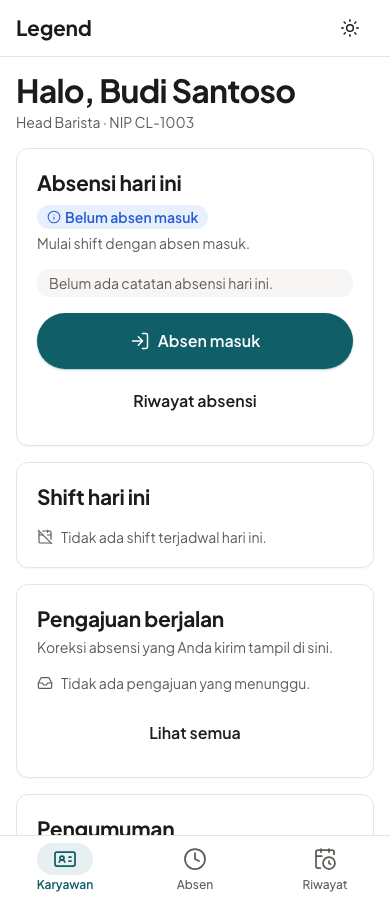 Legend
Halo, Budi Santoso
Head Barista · NIP CL-1003
Absensi hari ini
Belum absen masuk
Mulai shift dengan absen masuk.
Belum ada catatan absensi hari ini.
Absen masuk
Riwayat absensi
Shift hari ini
Tidak ada shift terjadwal hari ini.
Pengajuan berjalan
Koreksi absensi yang Anda kirim tampil di sini.
Tidak ada pengajuan yang menunggu.
Lihat semua
Pengumuman
Karyawan
Absen
Riwayat